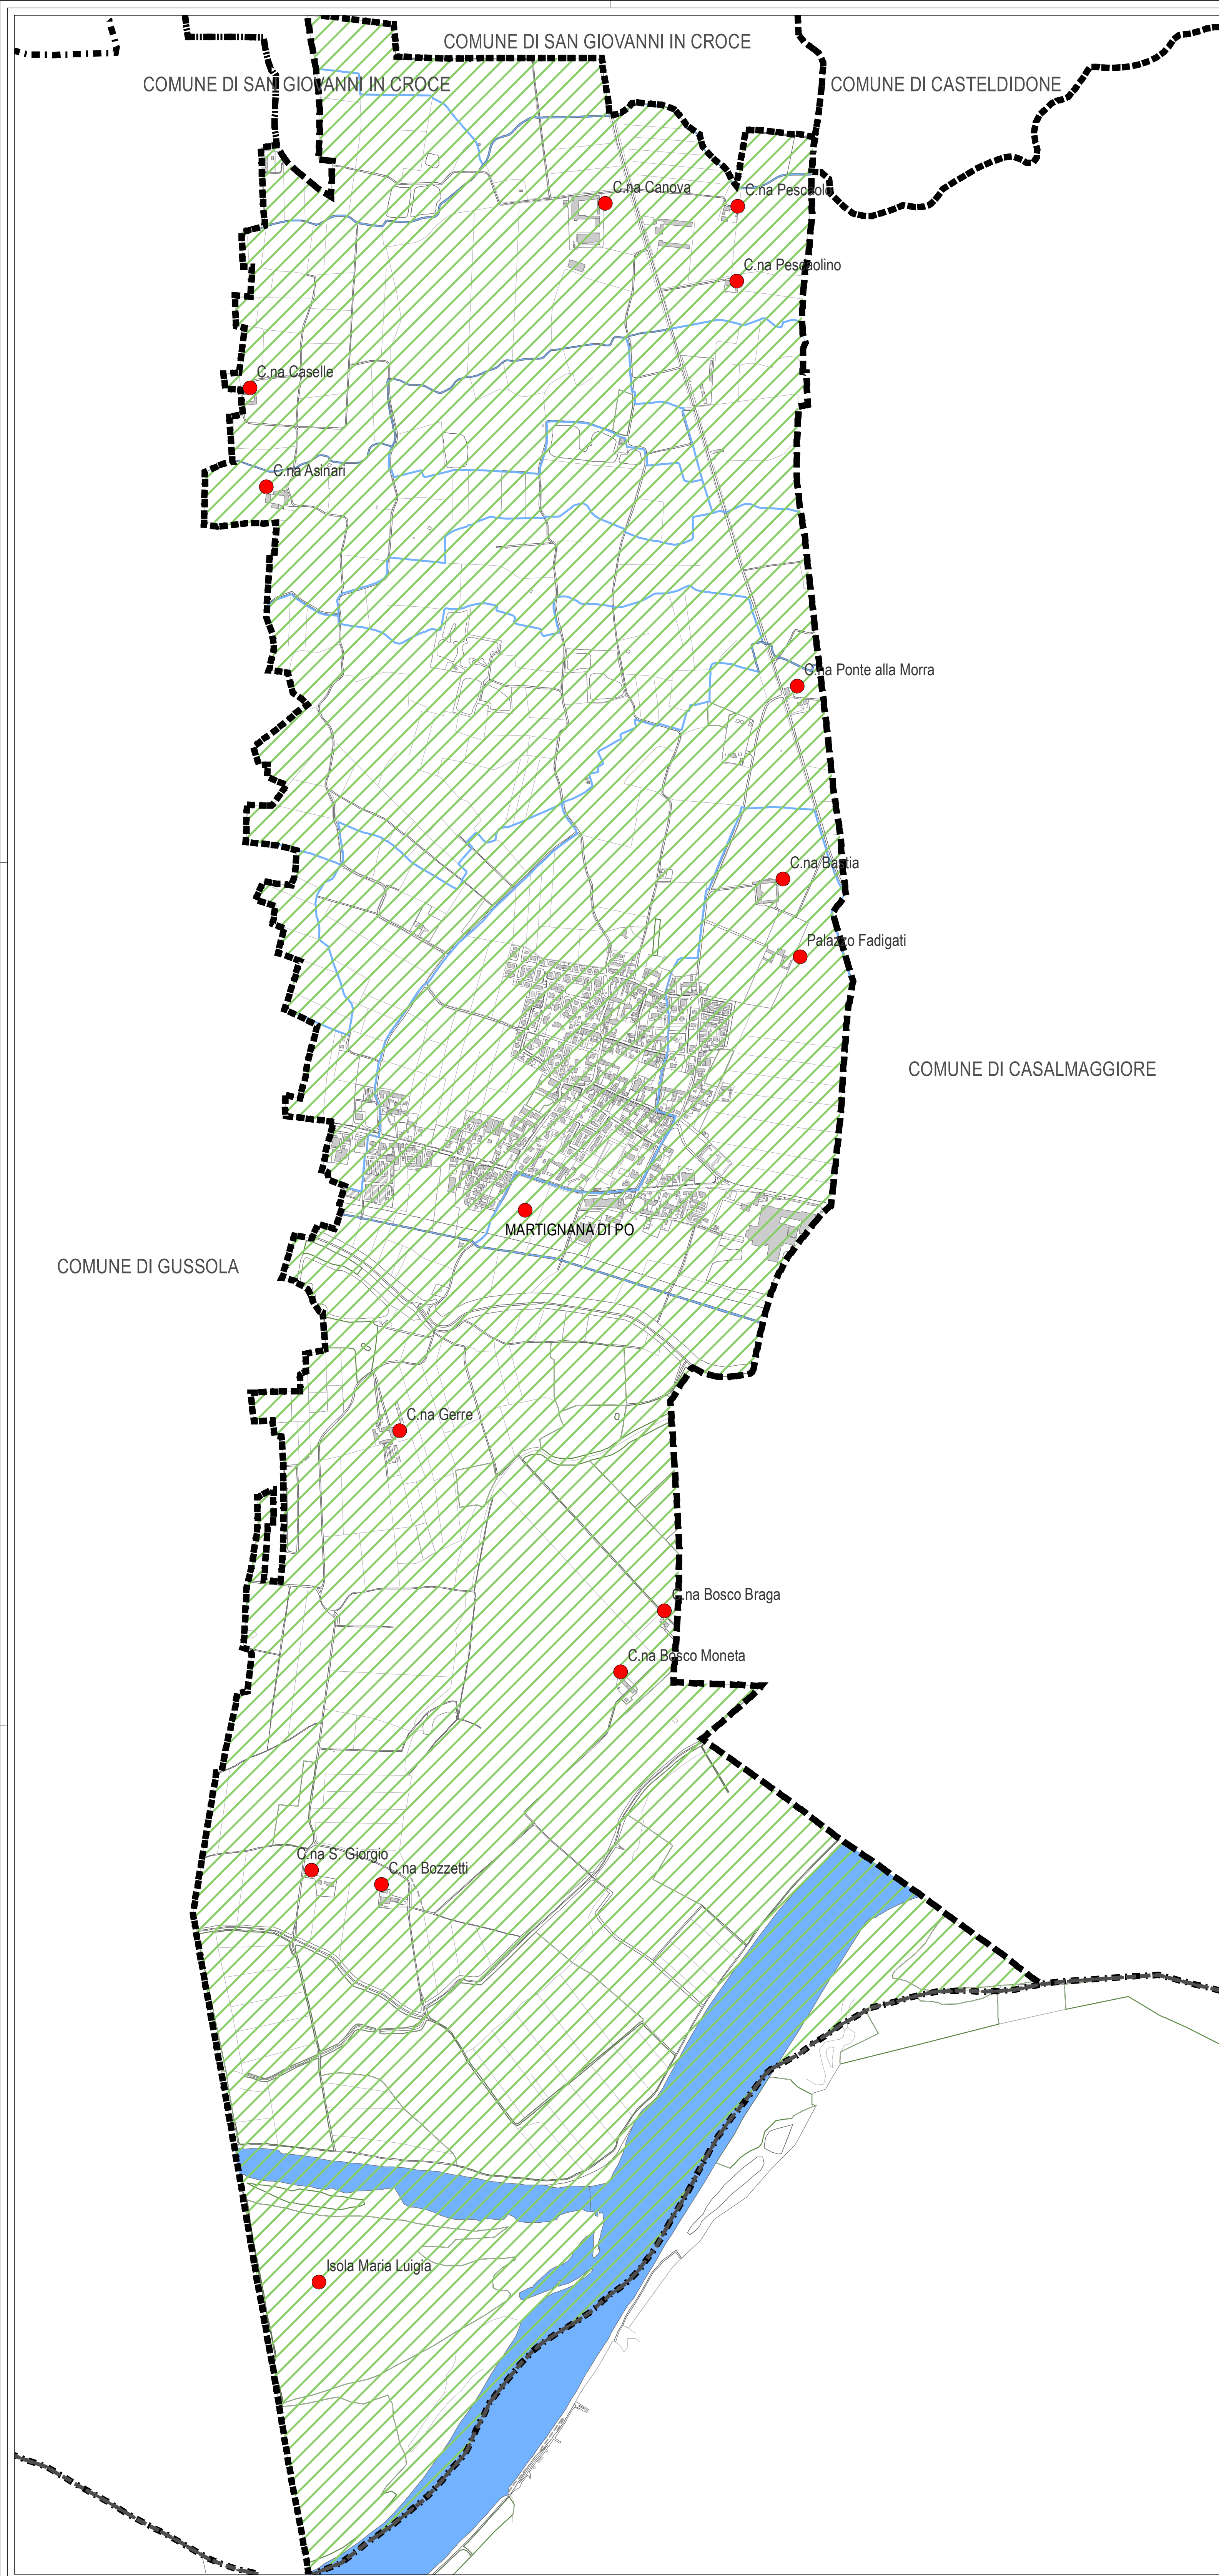 COMUNE DI SAN GIOVANNI IN CROCE
COMUNE DI SAN GIOVANNI IN CROCE
COMUNE DI CASTELDIDONE
C.na Canova
C.na Pescaolo
C.na Pescaolino
C.na Caselle
C.na Asinari
C.na Ponte alla Morra
C.na Bastia
Palazzo Fadigati
COMUNE DI CASALMAGGIORE
MARTIGNANA DI PO
COMUNE DI GUSSOLA
C.na Gerre
C.na Bosco Braga
C.na Bosco Moneta
C.na S. Giorgio
C.na Bozzetti
Isola Maria Luigia